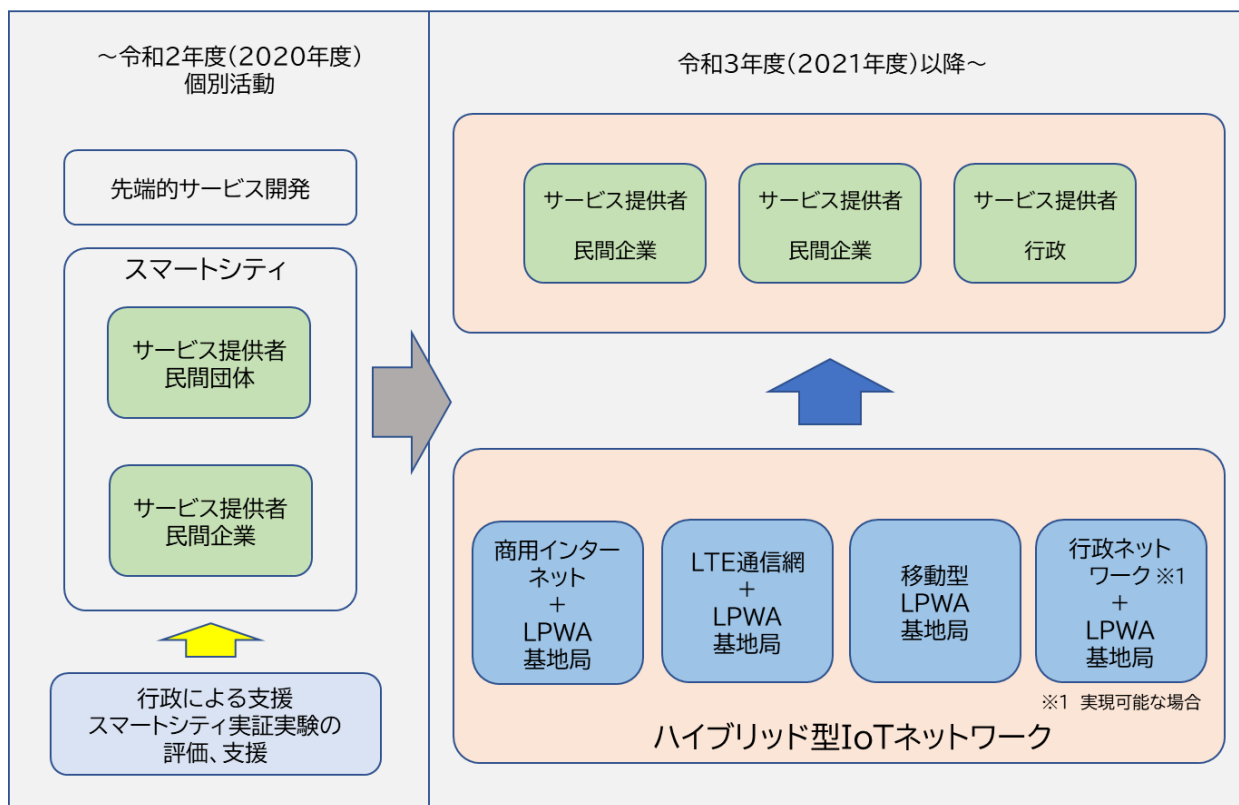 ～令和2年度(2020年度)
個別活動
先端的サービス開発
スマートシティ
サービス提供者
民間団体
サービス提供者
民間企業
行政による支援
スマートシティ実証実験の
評価、支援
令和3年度(2021年度)以降～
サービス提供者
民間企業
サービス提供者
民間企業
サービス提供者
行政
商用インター
ネット
+
LPWA
基地局
LTE通信網
+
LPWA
基地局
移動型
LPWA
基地局
行政ネット
ワーク ※1
+
LPWA
基地局
※1 実現可能な場合
ハイブリッド型IoTネットワーク